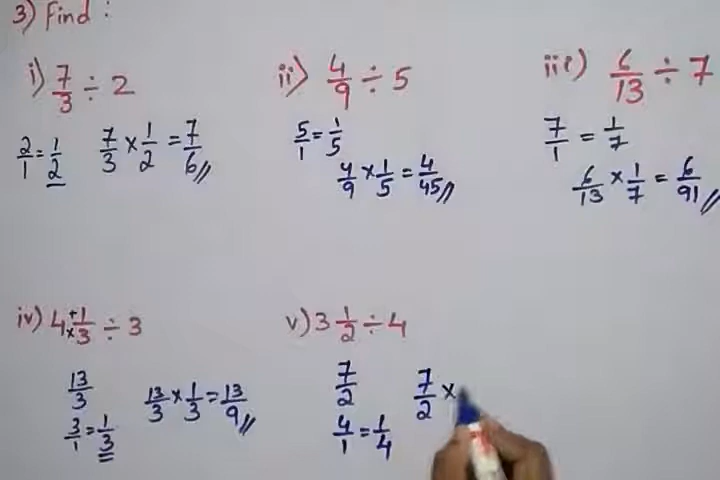 3) Find :
i) 7/3 ÷ 2
2/1 = 1/2 7/3 × 1/2 = 7/6 //
ii) 4/9 ÷ 5
5/1 = 1/5
4/9 × 1/5 = 4/45 //
iii) 6/13 ÷ 7
7/1 = 1/7
6/13 × 1/7 = 6/91 //
iv) 4 + × 1/3 ÷ 3
13/3
3/1 = 1/3
13/3 × 1/3 = 13/9 //
v) 3 1/2 ÷ 4
7/2
4/1 = 1/4
7/2 ×